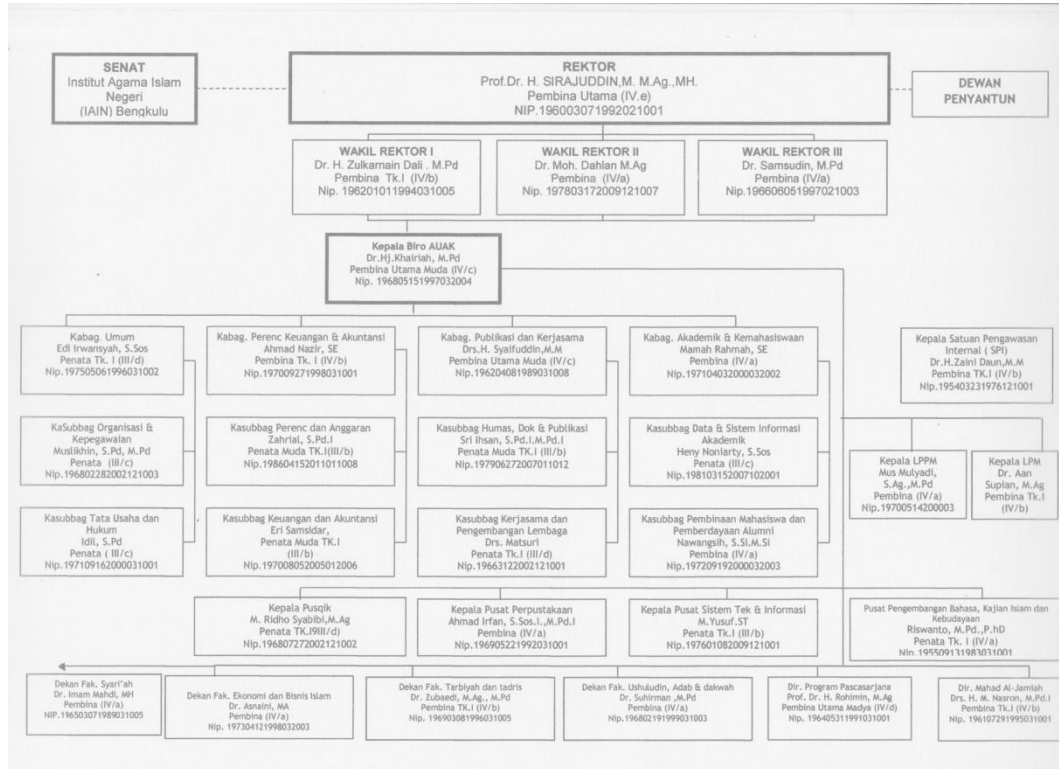 SENAT
Institut Agama Islam
Negeri
(IAIN) Bengkulu
REKTOR
Prof.Dr. H. SIRAJUDDIN,M. M.Ag.,MH.
Pembina Utama (IV.e)
NIP.196003071992021001
DEWAN
PENYANTUN
WAKIL REKTOR I
Dr. H. Zulkarnain Dali . M.Pd
Pembina Tk.I (IV/b)
Nip. 196201011994031005
WAKIL REKTOR II
Dr. Moh. Dahlan M.Ag
Pembina (IV/a)
Nip. 197803172009121007
WAKIL REKTOR III
Dr. Samsudin, M.Pd
Pembina (IV/a)
Nip. 196606051997021003
Kepala Biro AUAK
Dr.Hj.Khairiah, M.Pd
Pembina Utama Muda (IV/c)
Nip. 196805151997032004
Kabag. Umum
Edi Irwansyah, S.Sos
Penata Tk. I (III/d)
Nip.197505061996031002
Kabag. Perenc Keuangan & Akuntansi
Ahmad Nazir, SE
Pembina Tk. I (IV/b)
Nip.197009271998031001
Kabag. Publikasi dan Kerjasama
Drs.H. Syaifuddin,M.M
Pembina Utama Muda (IV/c)
Nip.196204081989031008
Kabag. Akademik & Kemahasiswaan
Mamah Rahmah, SE
Pembina (IV/a)
Nip.197104032000032002
Kepala Satuan Pengawasan
Internal ( SPI)
Dr.H.Zaini Daun,M.M
Pembina TK.I (IV/b)
Nip.195403231976121001
KaSubbag Organisasi &
Kepegawaian
Muslikhin, S.Pd, M.Pd
Penata (III/c)
Nip.196802282002121003
Kasubbag Perenc dan Anggaran
Zahrial, S.Pd.I
Penata Muda TK.I(III/b)
Nip.198604152011011008
Kasubbag Humas, Dok & Publikasi
Sri Ihsan, S.Pd.I.M.Pd.I
Penata Muda TK.I (III/b)
Nip.197906272007011012
Kasubbag Data & Sistem Informasi
Akademik
Heny Noniarty, S.Sos
Penata (III/c)
Nip.198103152007102001
Kepala LPPM
Mus Mulyadi,
S.Ag.,M.Pd
Pembina (IV/a)
Nip.19700514200003
Kepala LPM
Dr. Aan
Supian, M.Ag
Pembina Tk.I
(IV/b)
Kasubbag Tata Usaha dan
Hukum
Idil, S.Pd
Penata ( III/c)
Nip.197109162000031001
Kasubbag Keuangan dan Akuntansi
Eri Samsidar,
Penata Muda TK.I
(III/b)
Nip.197008052005012006
Kasubbag Kerjasama dan
Pengembangan Lembaga
Drs. Matsuri
Penata Tk.I (III/d)
Nip.19663122002121001
Kasubbag Pembinaan Mahasiswa dan
Pemberdayaan Alumni
Nawangsih, S.SI.M.SI
Pembina (IV/a)
Nip.197209192000032003
Kepala Pusqik
M. Ridho Syabibi,M.Ag
Penata TK.I9III/d)
Nip.196807272002121002
Kepala Pusat Perpustakaan
Ahmad Irfan, S.Sos.I.,M.Pd.I
Pembina (IV/a)
Nip.196905221992031001
Kepala Pusat Sistem Tek & Informasi
M.Yusuf.ST
Penata Tk.I (III/b)
Nip.197601082009121001
Pusat Pengembangan Bahasa, Kajian Islam dan
Kebudayaan
Riswanto, M.Pd.,P.hD
Penata Tk. I (IV/a)
Nip.195509131983031001
Dekan Fak. Syari'ah
Dr. Imam Mahdi, MH
Pembina (IV/a)
NIP.196503071989031005
Dekan Fak. Ekonomi dan Bisnis Islam
Dr. Asnaini, MA
Pembina (IV/a)
Nip. 197304121998032003
Dekan Fak. Tarbiyah dan tadris
Dr. Zubaedi, M.Ag., M.Pd
Pembina TK.I (IV/b)
Nip. 196903081996031005
Dekan Fak. Ushuludin, Adab & dakwah
Dr. Suhirman ,M.Pd
Pembina (IV/a)
Nip.196802191999031003
Dir. Program Pascasarjana
Prof. Dr. H. Rohimin, M.Ag
Pembina Utama Madya (IV/d)
Nip.196405311991031001
Dir. Mahad Al-Jamiah
Drs. H. M. Nasron, M.Pd.I
Pembina Tk.I (IV/b)
Nip 196107291995031001